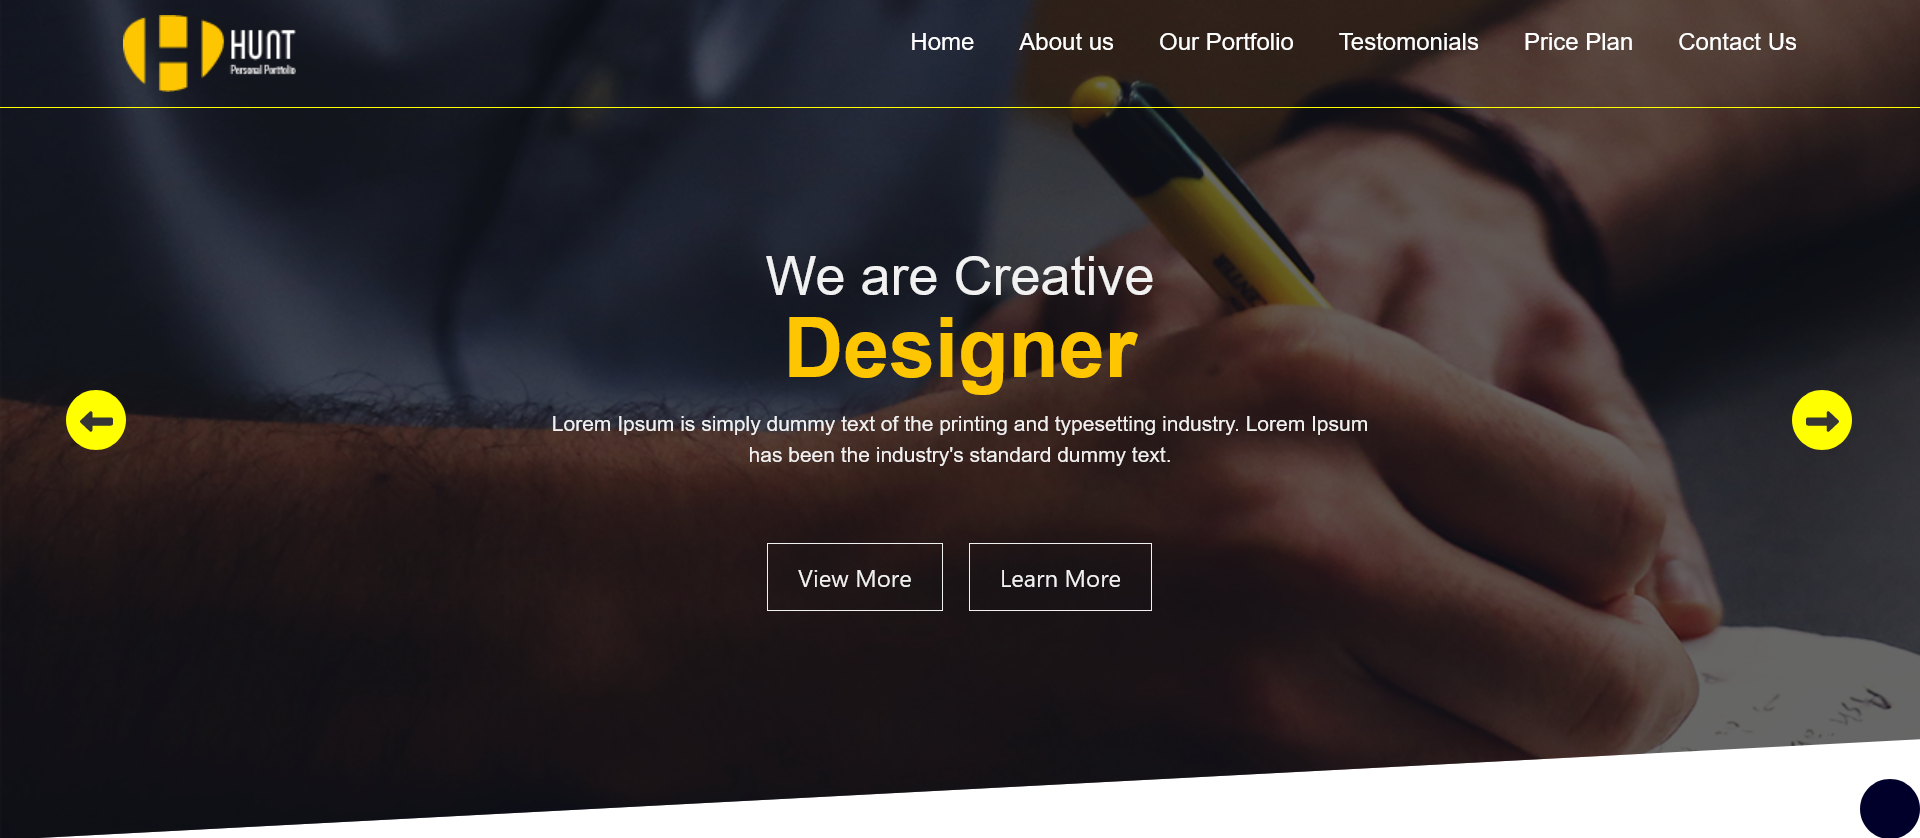 HUNT
Personal Portfolio
Home About us Our Portfolio Testomonials Price Plan Contact Us
We are Creative
Designer
Lorem Ipsum is simply dummy text of the printing and typesetting industry. Lorem Ipsum
has been the industry's standard dummy text.
View More Learn More